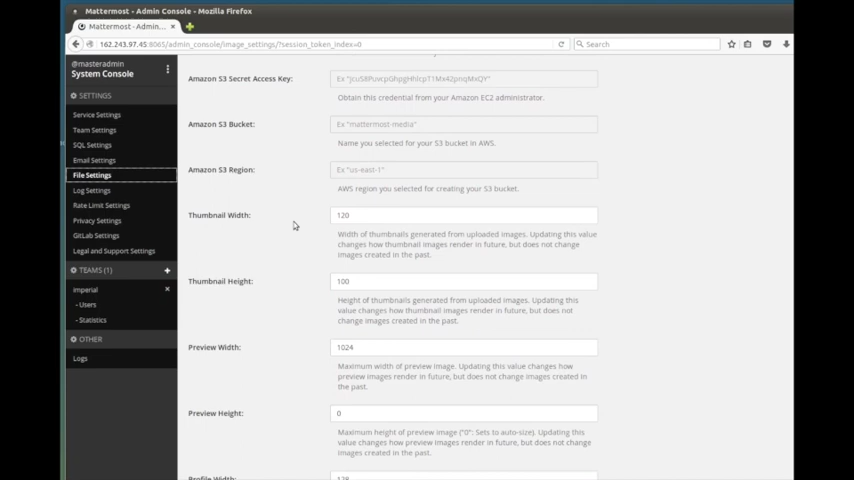 Mattermost - Admin Console - Mozilla Firefox
Mattermost - Admin... ×
162.243.97.45:8065/admin_console/image_settings/?session_token_index=0
Search
@masteradmin
System Console
SETTINGS
Service Settings
Team Settings
SQL Settings
Email Settings
File Settings
Log Settings
Rate Limit Settings
Privacy Settings
GitLab Settings
Legal and Support Settings
TEAMS (1) +
imperial ×
- Users
- Statistics
OTHER
Logs
Amazon S3 Secret Access Key:
Obtain this credential from your Amazon EC2 administrator.
Amazon S3 Bucket: Ex "mattermost-media"
Name you selected for your S3 bucket in AWS.
Amazon S3 Region: Ex "us-east-1"
AWS region you selected for creating your S3 bucket.
Thumbnail Width: 120
Width of thumbnails generated from uploaded images. Updating this value
changes how thumbnail images render in future, but does not change
images created in the past.
Thumbnail Height: 100
Height of thumbnails generated from uploaded images. Updating this
value changes how thumbnail images render in future, but does not
change images created in the past.
Preview Width: 1024
Maximum width of preview image. Updating this value changes how
preview images render in future, but does not change images created in
the past.
Preview Height: 0
Maximum height of preview image ("0": Sets to auto-size). Updating this
value changes how preview images render in future, but does not change
images created in the past.
Profile Width: 128